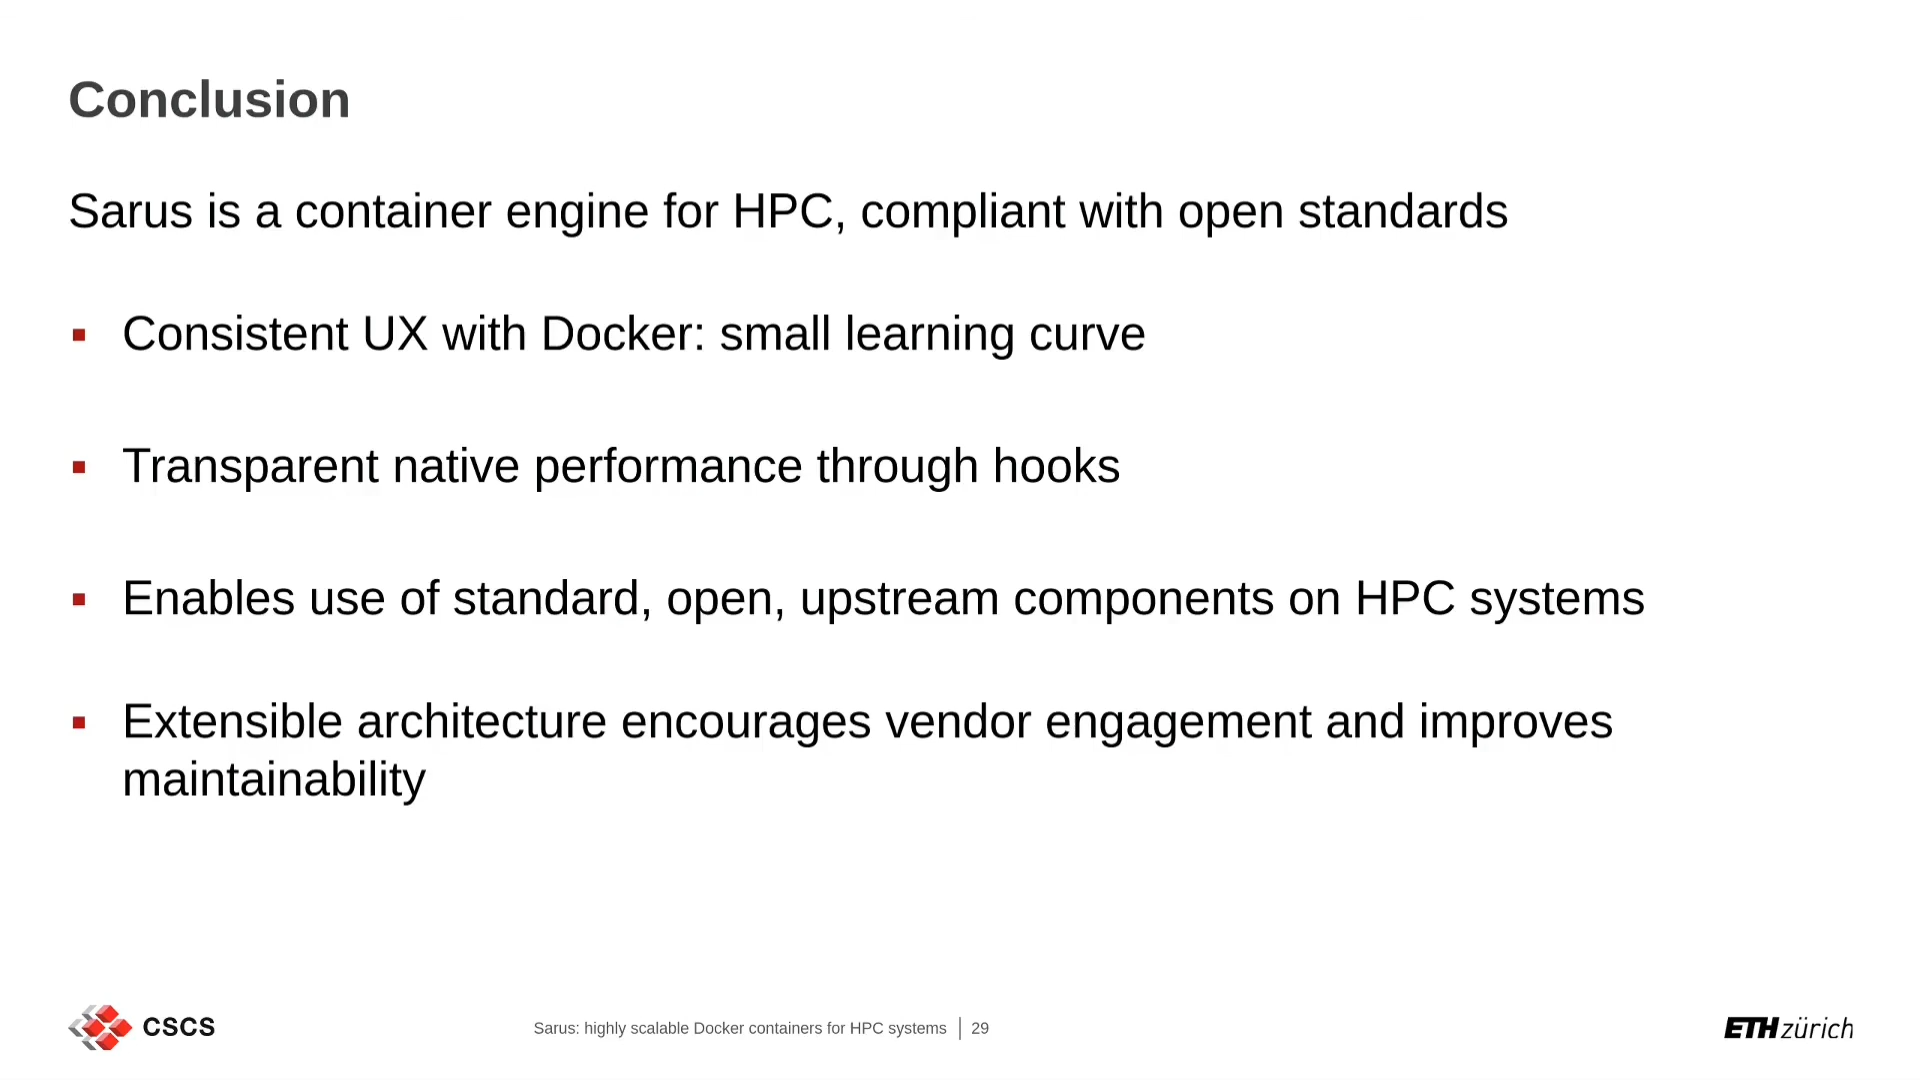 Conclusion
Sarus is a container engine for HPC, compliant with open standards
▪ Consistent UX with Docker: small learning curve
▪ Transparent native performance through hooks
▪ Enables use of standard, open, upstream components on HPC systems
▪ Extensible architecture encourages vendor engagement and improves
maintainability
CSCS
Sarus: highly scalable Docker containers for HPC systems | 29
ETH zürich